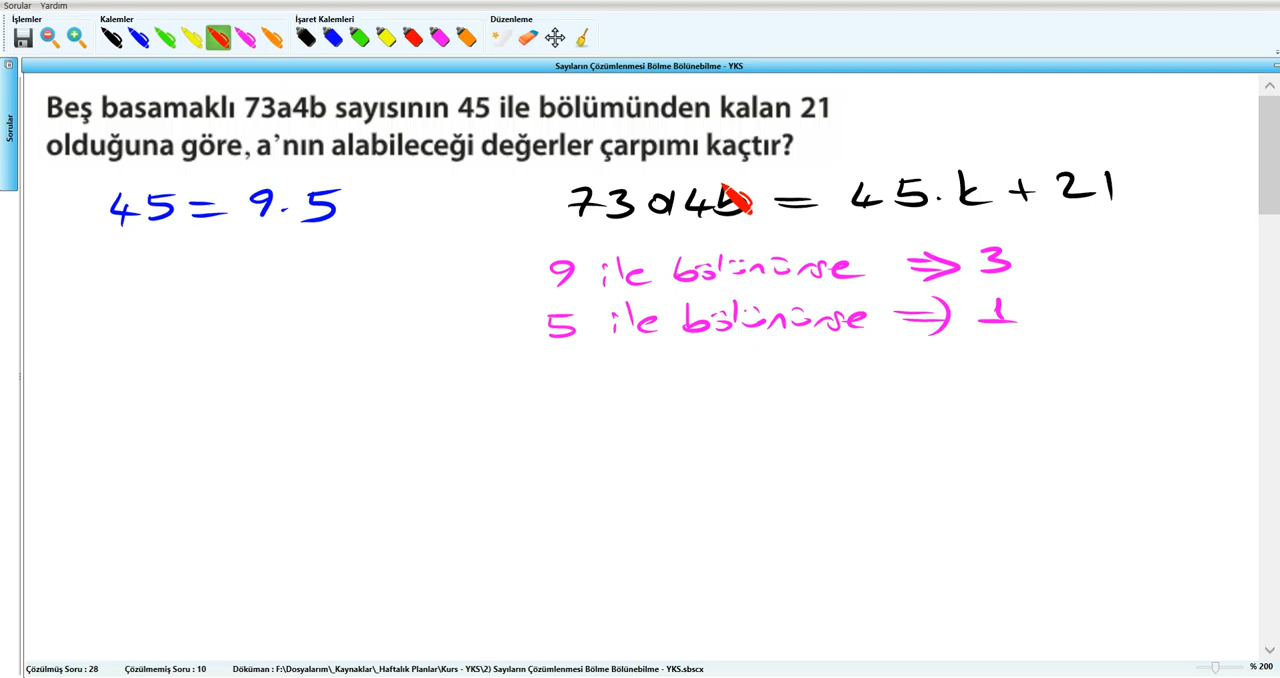 Sorular Yardım
İşlemler Kalemler İşaret Kalemleri Düzenleme
Sayıların Çözümlenmesi Bölme Bölünebilme - YKS
Sorular
Beş basamaklı 73a4b sayısının 45 ile bölümünden kalan 21
olduğuna göre, a'nın alabileceği değerler çarpımı kaçtır?
45 = 9.5
73a4b = 45.k + 21
9 ile bölünürse ⇒ 3
5 ile bölünürse ⇒ 1
Çözülmüş Soru : 28 Çözülmemiş Soru : 10 Döküman : F:\Dosyalarım\_Kaynaklar\_Haftalık Planlar\Kurs - YKS\2) Sayıların Çözümlenmesi Bölme Bölünebilme - YKS.sbscx % 200